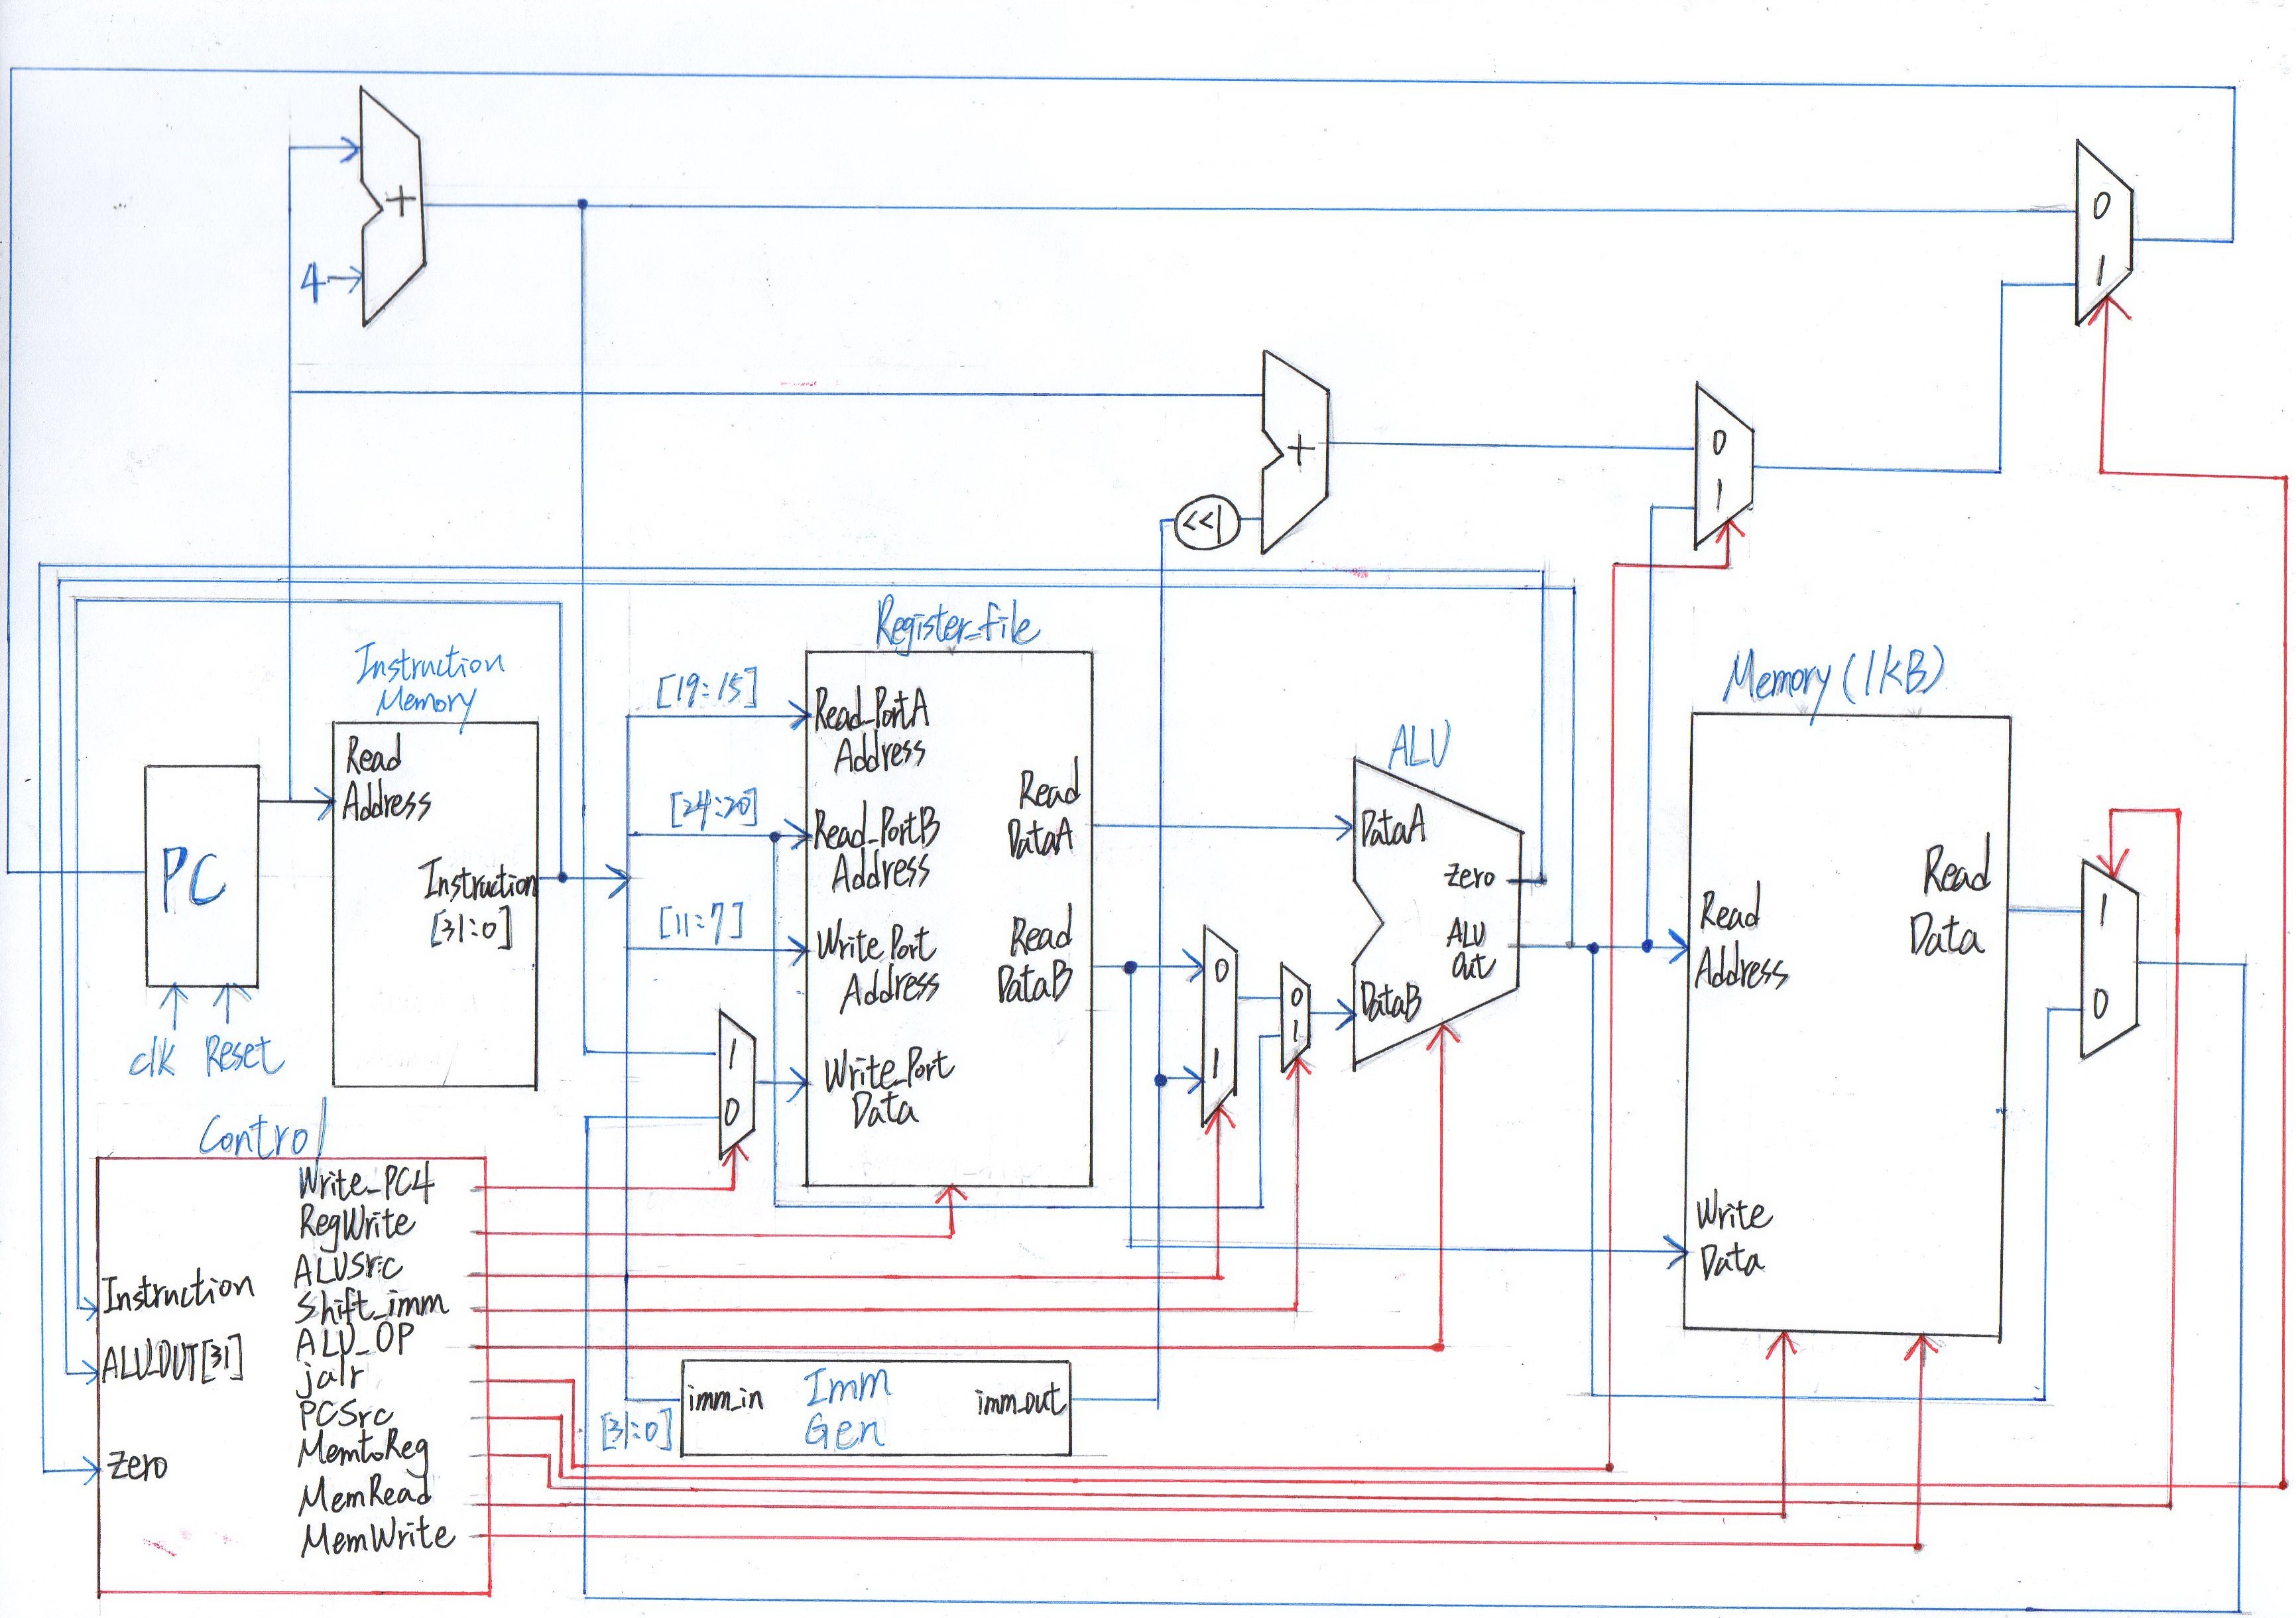 +
4
0
1
+
<<1
0
1
Register_file
Instruction
Memory
Memory (1kB)
[19:15]
Read_PortA
Address
Read
Address
ALU
[24:20]
Read
DataA
Read_PortB
Address
DataA
PC
Instruction
[31:0]
Zero
Read
Data
[11:7]
Write Port
Address
Read
DataB
ALU
out
Read
Address
1
0
0
1
0
1
DataB
clk Reset
1
0
Write_Port
Data
Control
Write_PC4
RegWrite
ALUSrc
Shift_imm
ALU_OP
jalr
PCSrc
MemtoReg
MemRead
MemWrite
Instruction
ALU_OUT[31]
Zero
Write
Data
imm_in
Imm
Gen
imm_out
[31:0]